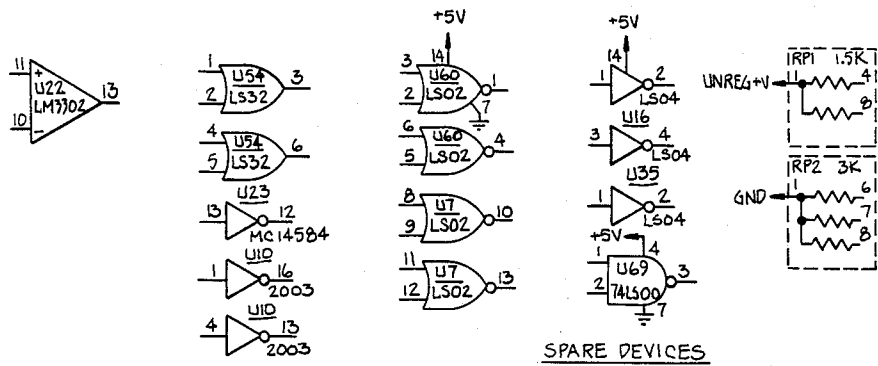 11 + U22 LM3302 10 − 13
1 2 U54 LS32 3
4 5 U54 LS32 6
U23
13 12
MC14584
U10
1 16
2003
U10
4 13
2003
+5V
14
3 2 U60 LS02 1
7
6 5 U60 LS02 4
8 9 U7 LS02 10
11 12 U7 LS02 13
+5V
14
1 2
LS04
U16
3 4
LS04
U35
1 2
LS04
+5V 4
1 2 U69 74LS00 3
7
RP1 1.5K
UNREG+V 1 4
8
RP2 3K
GND 1 6
7
8
SPARE DEVICES